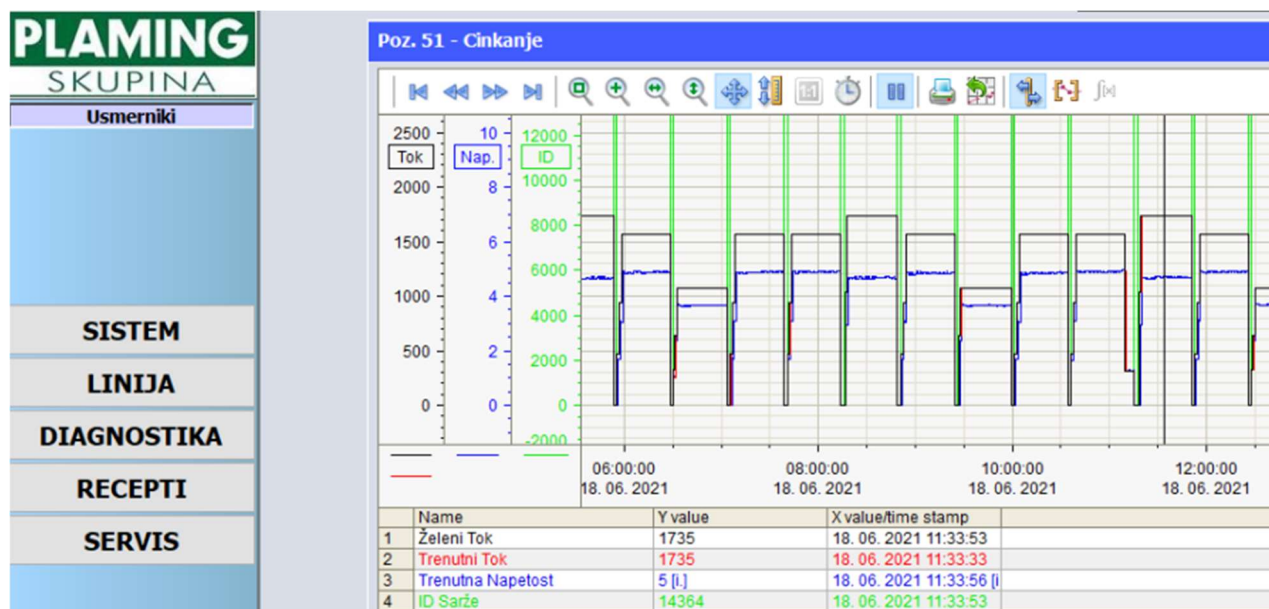 PLAMING
SKUPINA
Usmerniki
SISTEM
LINIJA
DIAGNOSTIKA
RECEPTI
SERVIS
Poz. 51 - Cinkanje
2500 10 12000
Tok Nap. ID
10000
2000 8
8000
1500 6
6000
1000 4
4000
500 2
2000
0 0 0
-2000
06:00:00 08:00:00 10:00:00 12:00:00
18. 06. 2021 18. 06. 2021 18. 06. 2021 18. 06. 2021
Name Y value X value/time stamp
1 Želeni Tok 1735 18. 06. 2021 11:33:53
2 Trenutni Tok 1735 18. 06. 2021 11:33:33
3 Trenutna Napetost 5 [i.] 18. 06. 2021 11:33:56 [i
4 ID Sarže 14364 18. 06. 2021 11:33:53